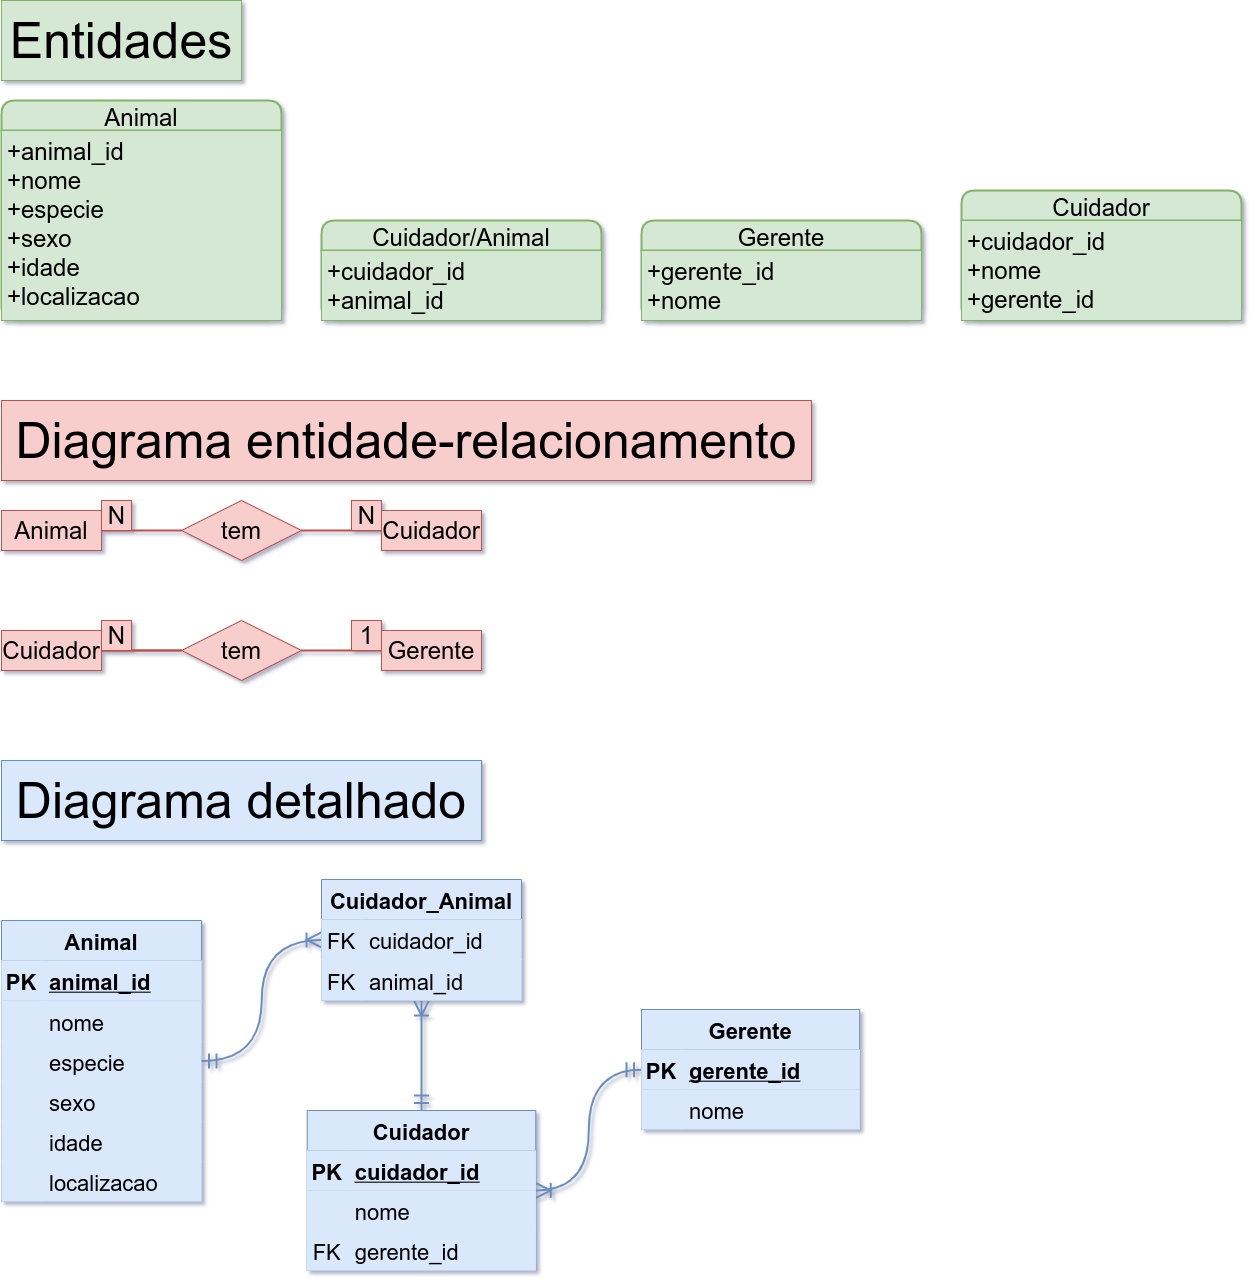 Entidades
Animal
+animal_id
+nome
+especie
+sexo
+idade
+localizacao
Cuidador/Animal
+cuidador_id
+animal_id
Gerente
+gerente_id
+nome
Cuidador
+cuidador_id
+nome
+gerente_id
Diagrama entidade-relacionamento
Animal N tem N Cuidador
Cuidador N tem 1 Gerente
Diagrama detalhado
Animal
PK animal_id
nome
especie
sexo
idade
localizacao
Cuidador_Animal
FK cuidador_id
FK animal_id
Cuidador
PK cuidador_id
nome
FK gerente_id
Gerente
PK gerente_id
nome